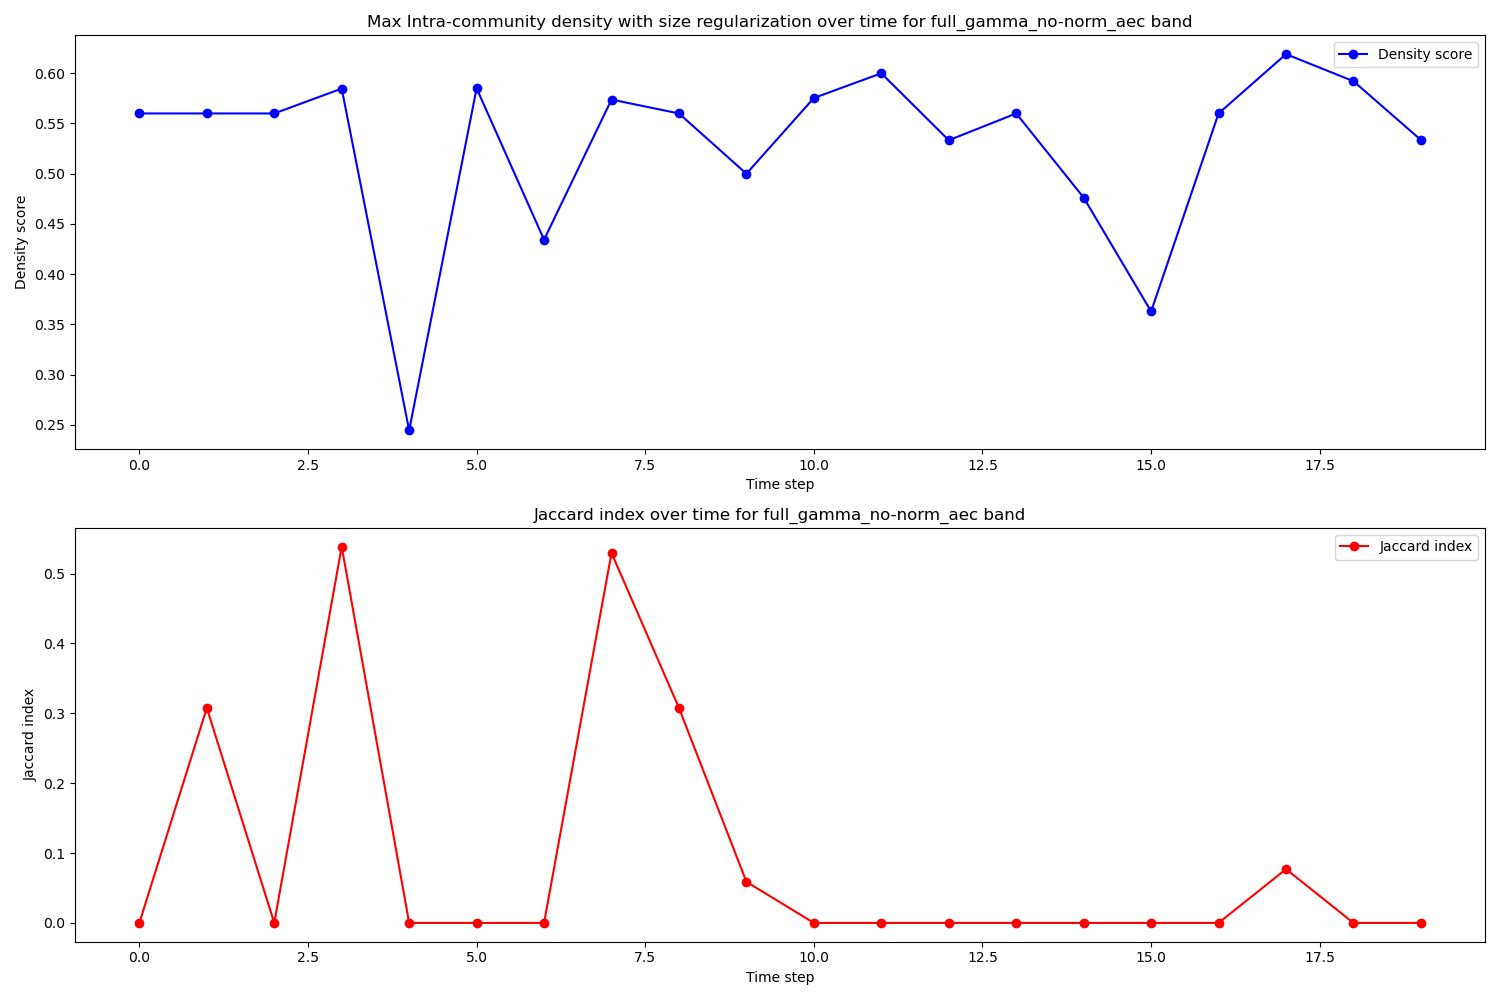 Max Intra-community density with size regularization over time for full_gamma_no-norm_aec band
Density score
Density score
0.60
0.55
0.50
0.45
0.40
0.35
0.30
0.25
0.0 2.5 5.0 7.5 10.0 12.5 15.0 17.5
Time step
Jaccard index over time for full_gamma_no-norm_aec band
Jaccard index
Jaccard index
0.5
0.4
0.3
0.2
0.1
0.0
0.0 2.5 5.0 7.5 10.0 12.5 15.0 17.5
Time step